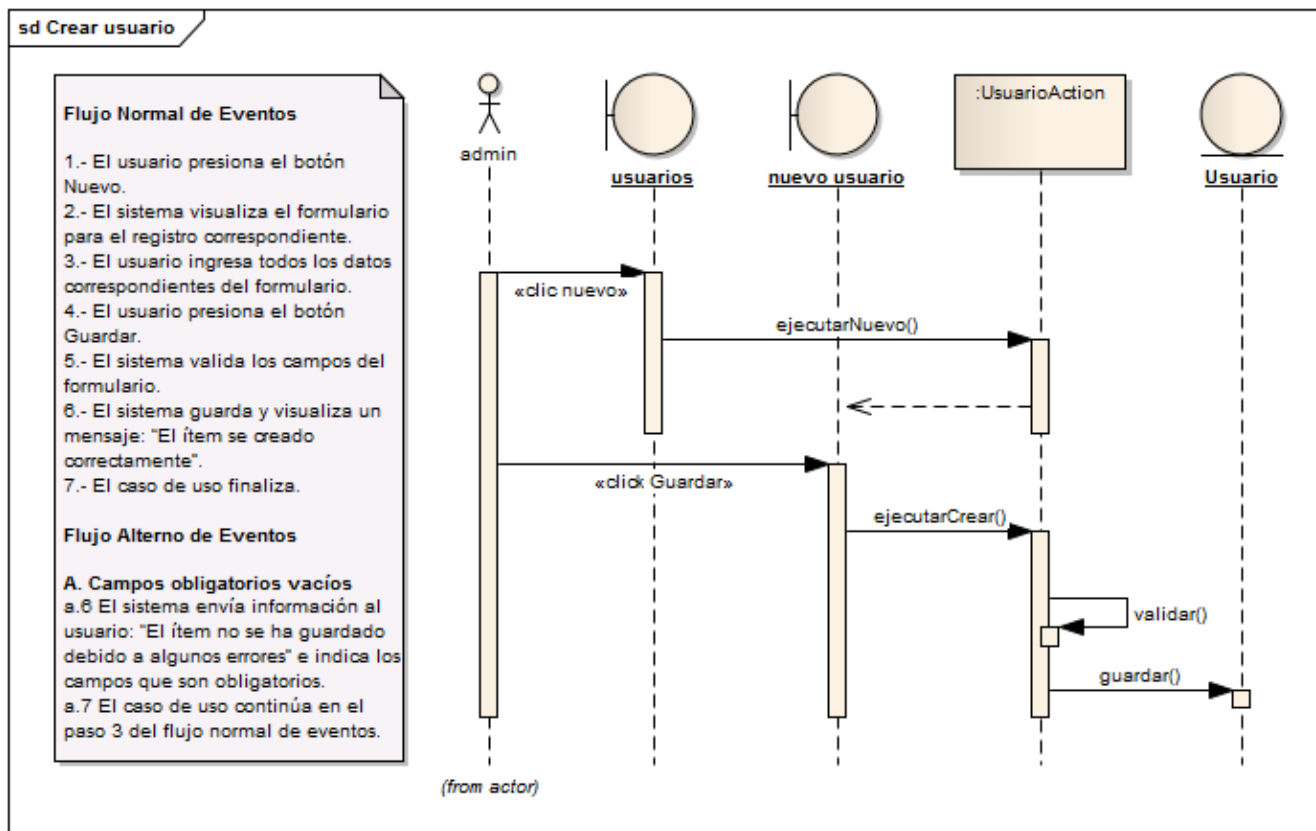 sd Crear usuario
Flujo Normal de Eventos
1.- El usuario presiona el botón
Nuevo.
2.- El sistema visualiza el formulario
para el registro correspondiente.
3.- El usuario ingresa todos los datos
correspondientes del formulario.
4.- El usuario presiona el botón
Guardar.
5.- El sistema valida los campos del
formulario.
6.- El sistema guarda y visualiza un
mensaje: "El ítem se creado
correctamente".
7.- El caso de uso finaliza.
Flujo Alterno de Eventos
A. Campos obligatorios vacíos
a.6 El sistema envía información al
usuario: "El ítem no se ha guardado
debido a algunos errores" e indica los
campos que son obligatorios.
a.7 El caso de uso continúa en el
paso 3 del flujo normal de eventos.
admin
usuarios
nuevo usuario
:UsuarioAction
Usuario
«clic nuevo»
ejecutarNuevo()
«click Guardar»
ejecutarCrear()
validar()
guardar()
(from actor)